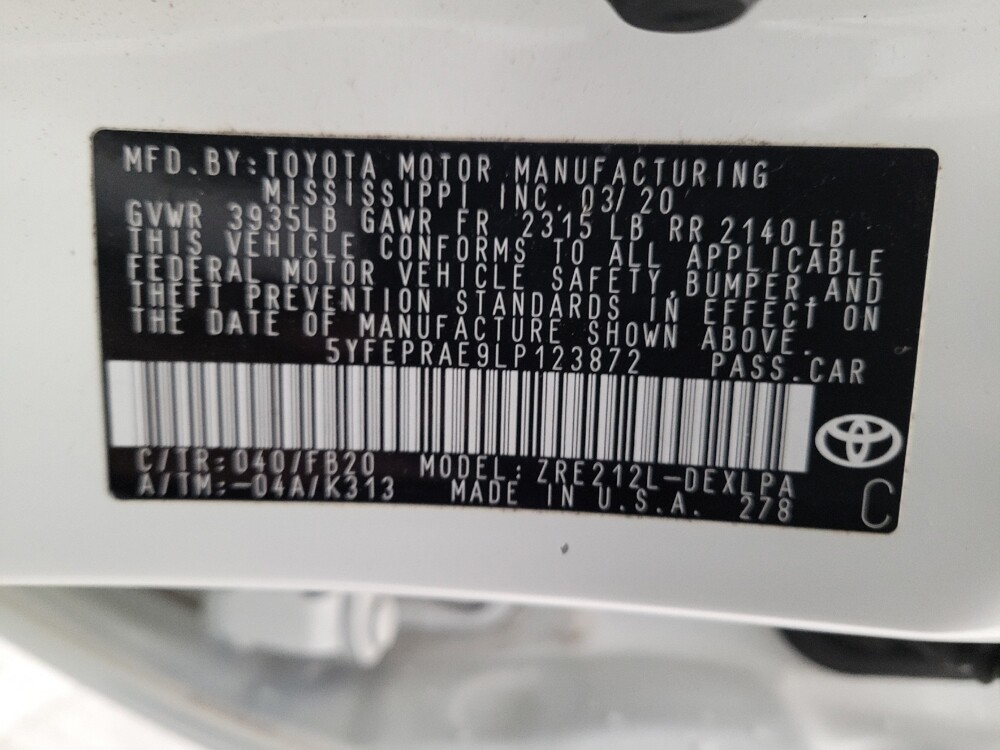 MFD.BY:TOYOTA MOTOR MANUFACTURING
MISSISSIPPI INC. 03/20
GVWR 3935LB GAWR FR 2315 LB RR 2140 LB
THIS VEHICLE CONFORMS TO ALL APPLICABLE
FEDERAL MOTOR VEHICLE SAFETY, BUMPER, AND
THEFT PREVENTION STANDARDS IN EFFECT ON
THE DATE OF MANUFACTURE SHOWN ABOVE.
5YFEPRAE9LP123872 PASS.CAR
C/TR:040/FB20 MODEL:ZRE212L-DEXLPA
A/TM:-04A/K313 MADE IN U.S.A. 278
C